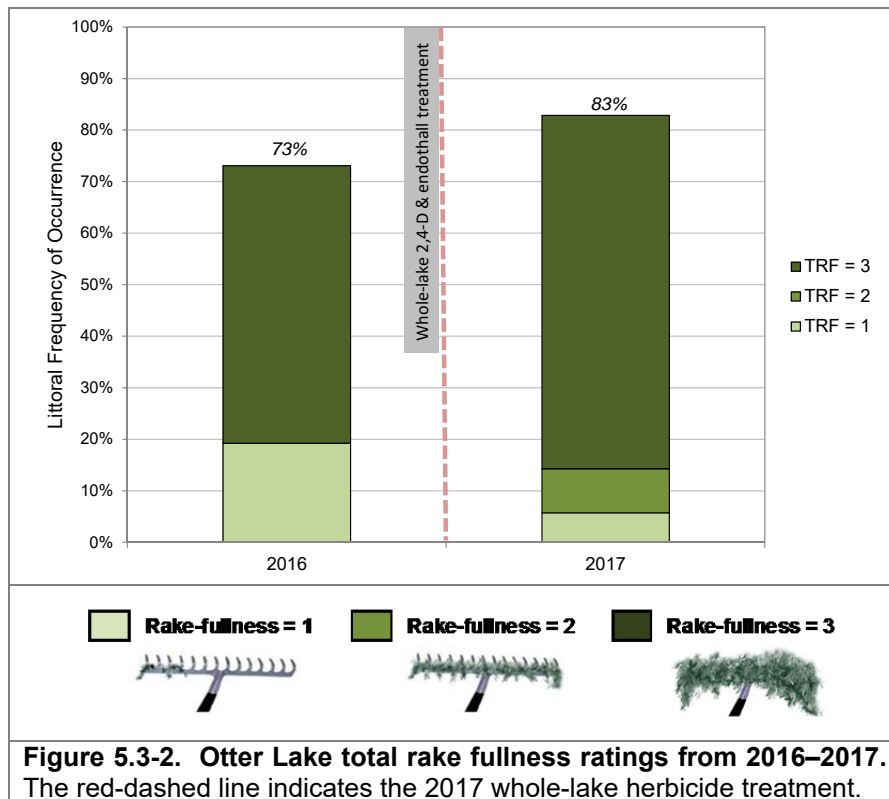 100%
90%
80%
70%
60%
50%
40%
30%
20%
10%
0%
Littoral Frequency of Occurrence
73%
Whole-lake 2,4-D & endothall treatment
83%
2016
2017
TRF = 3
TRF = 2
TRF = 1
Rake-fullness = 1
Rake-fullness = 2
Rake-fullness = 3
Figure 5.3-2. Otter Lake total rake fullness ratings from 2016–2017.
The red-dashed line indicates the 2017 whole-lake herbicide treatment.